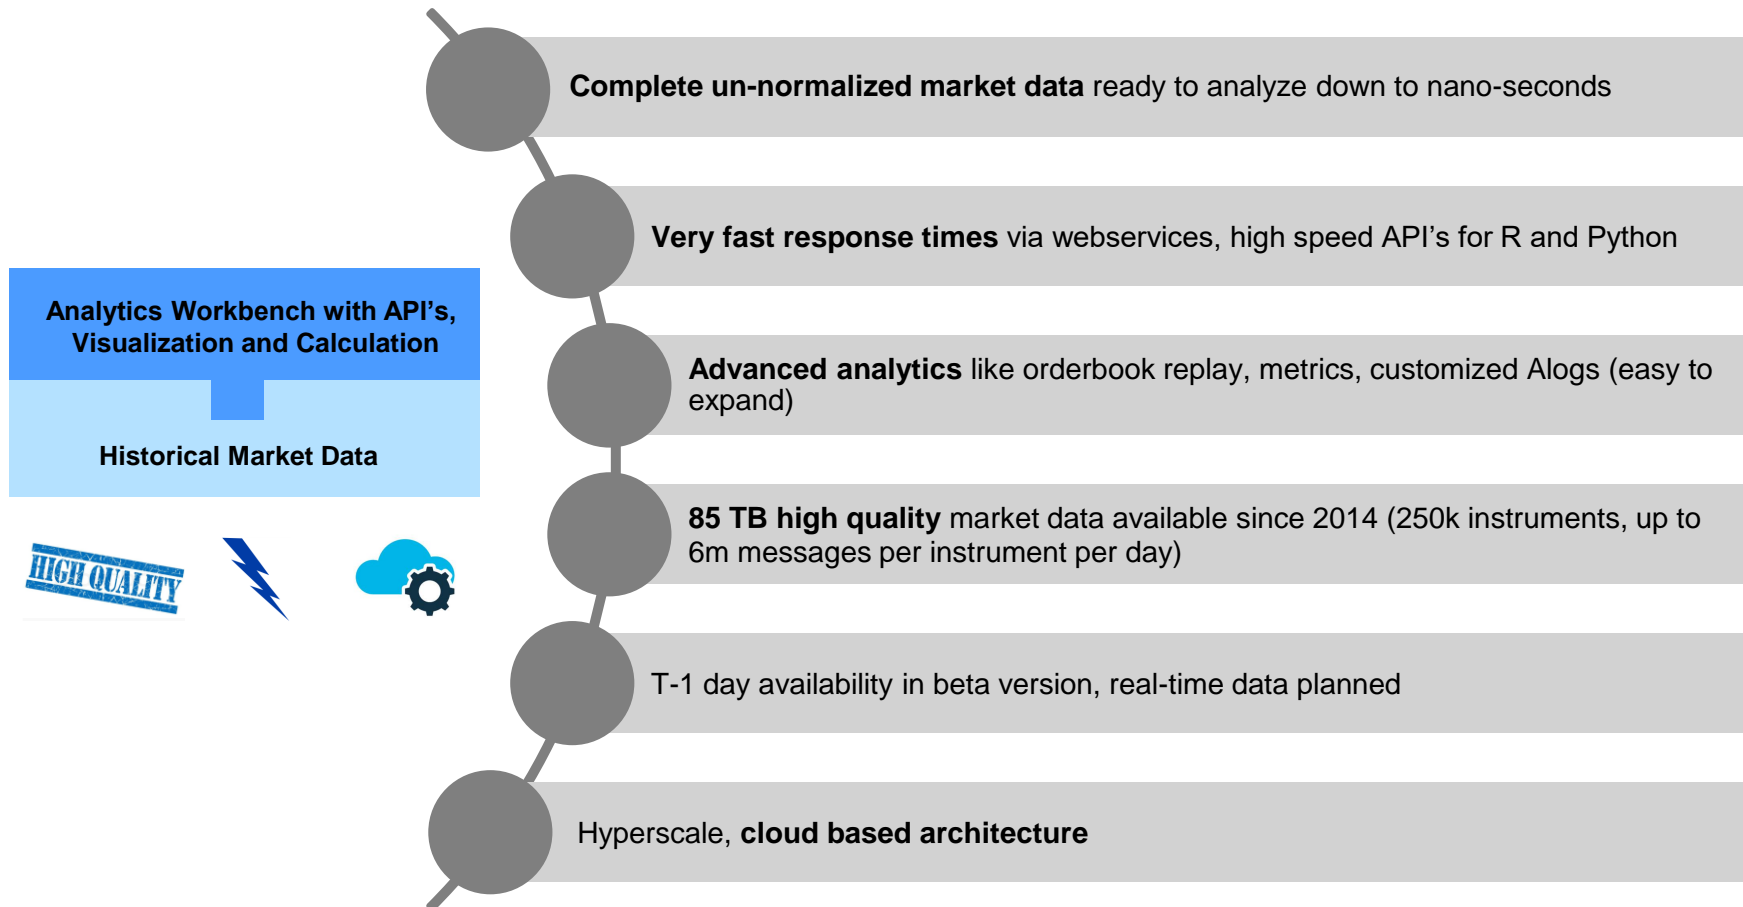 Complete un-normalized market data ready to analyze down to nano-seconds
Very fast response times via webservices, high speed API's for R and Python
Analytics Workbench with API's,
Visualization and Calculation
Historical Market Data
HIGH QUALITY
Advanced analytics like orderbook replay, metrics, customized Alogs (easy to
expand)
85 TB high quality market data available since 2014 (250k instruments, up to
6m messages per instrument per day)
T-1 day availability in beta version, real-time data planned
Hyperscale, cloud based architecture